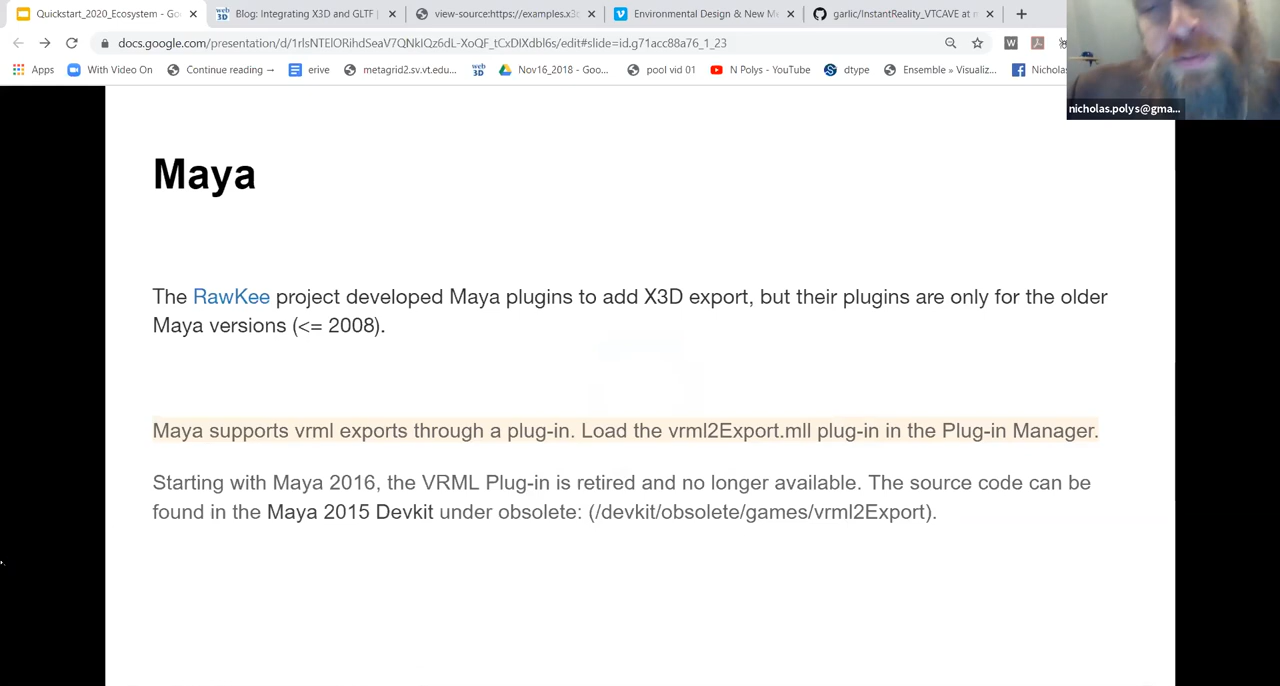 Quickstart_2020_Ecosystem - Go
Blog: Integrating X3D and GLTF |
view-source:https://examples.x3
Environmental Design & New M
garlic/InstantReality_VTCAVE at
docs.google.com/presentation/d/1rlsNTElORihdSeaV7QNkIQz6dL-XoQF_tCxDIXdbl6s/edit#slide=id.g71acc88a76_1_23
Apps
With Video On
Continue reading →
erive
metagrid2.sv.vt.edu...
Nov16_2018 - Goo...
pool vid 01
N Polys - YouTube
dtype
Ensemble » Visualiz...
Nichola
nicholas.polys@gma...
Maya
The RawKee project developed Maya plugins to add X3D export, but their plugins are only for the older
Maya versions (<= 2008).
Maya supports vrml exports through a plug-in. Load the vrml2Export.mll plug-in in the Plug-in Manager.
Starting with Maya 2016, the VRML Plug-in is retired and no longer available. The source code can be
found in the Maya 2015 Devkit under obsolete: (/devkit/obsolete/games/vrml2Export).